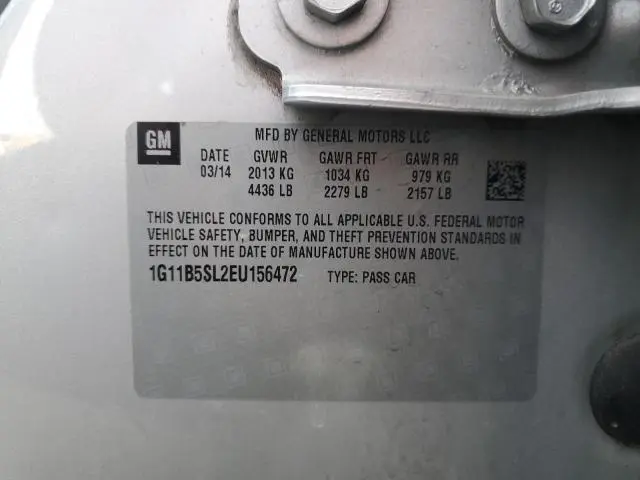 GM
MFD BY GENERAL MOTORS LLC
DATE GVWR GAWR FRT GAWR RR
03/14 2013 KG 1034 KG 979 KG
4436 LB 2279 LB 2157 LB
THIS VEHICLE CONFORMS TO ALL APPLICABLE U.S. FEDERAL MOTOR
VEHICLE SAFETY, BUMPER, AND THEFT PREVENTION STANDARDS IN
EFFECT ON THE DATE OF MANUFACTURE SHOWN ABOVE.
1G11B5SL2EU156472 TYPE: PASS CAR